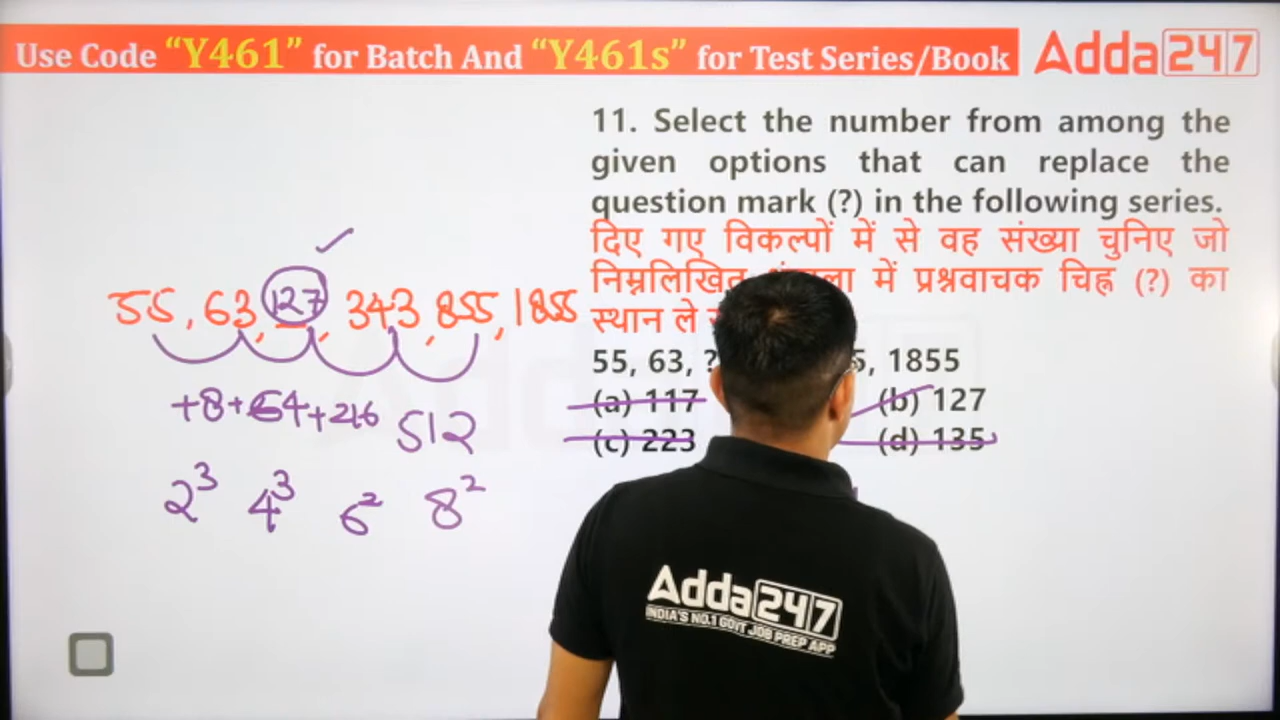 Use Code “Y461” for Batch And “Y461s” for Test Series/Book
Adda247
11. Select the number from among the
given options that can replace the
question mark (?) in the following series.
दिए गए विकल्पों में से वह संख्या चुनिए जो
निम्नलिखित में प्रश्नवाचक चिह्न (?) का
स्थान ले
55, 63, ? 5, 1855
(a) 117 (b) 127
(c) 223 (d) 135
55, 63, 127, 343, 855, 1855
+8 +64 +216 512
2³ 4³ 6² 8²
Adda247
INDIA'S NO.1 GOVT JOB PREP APP